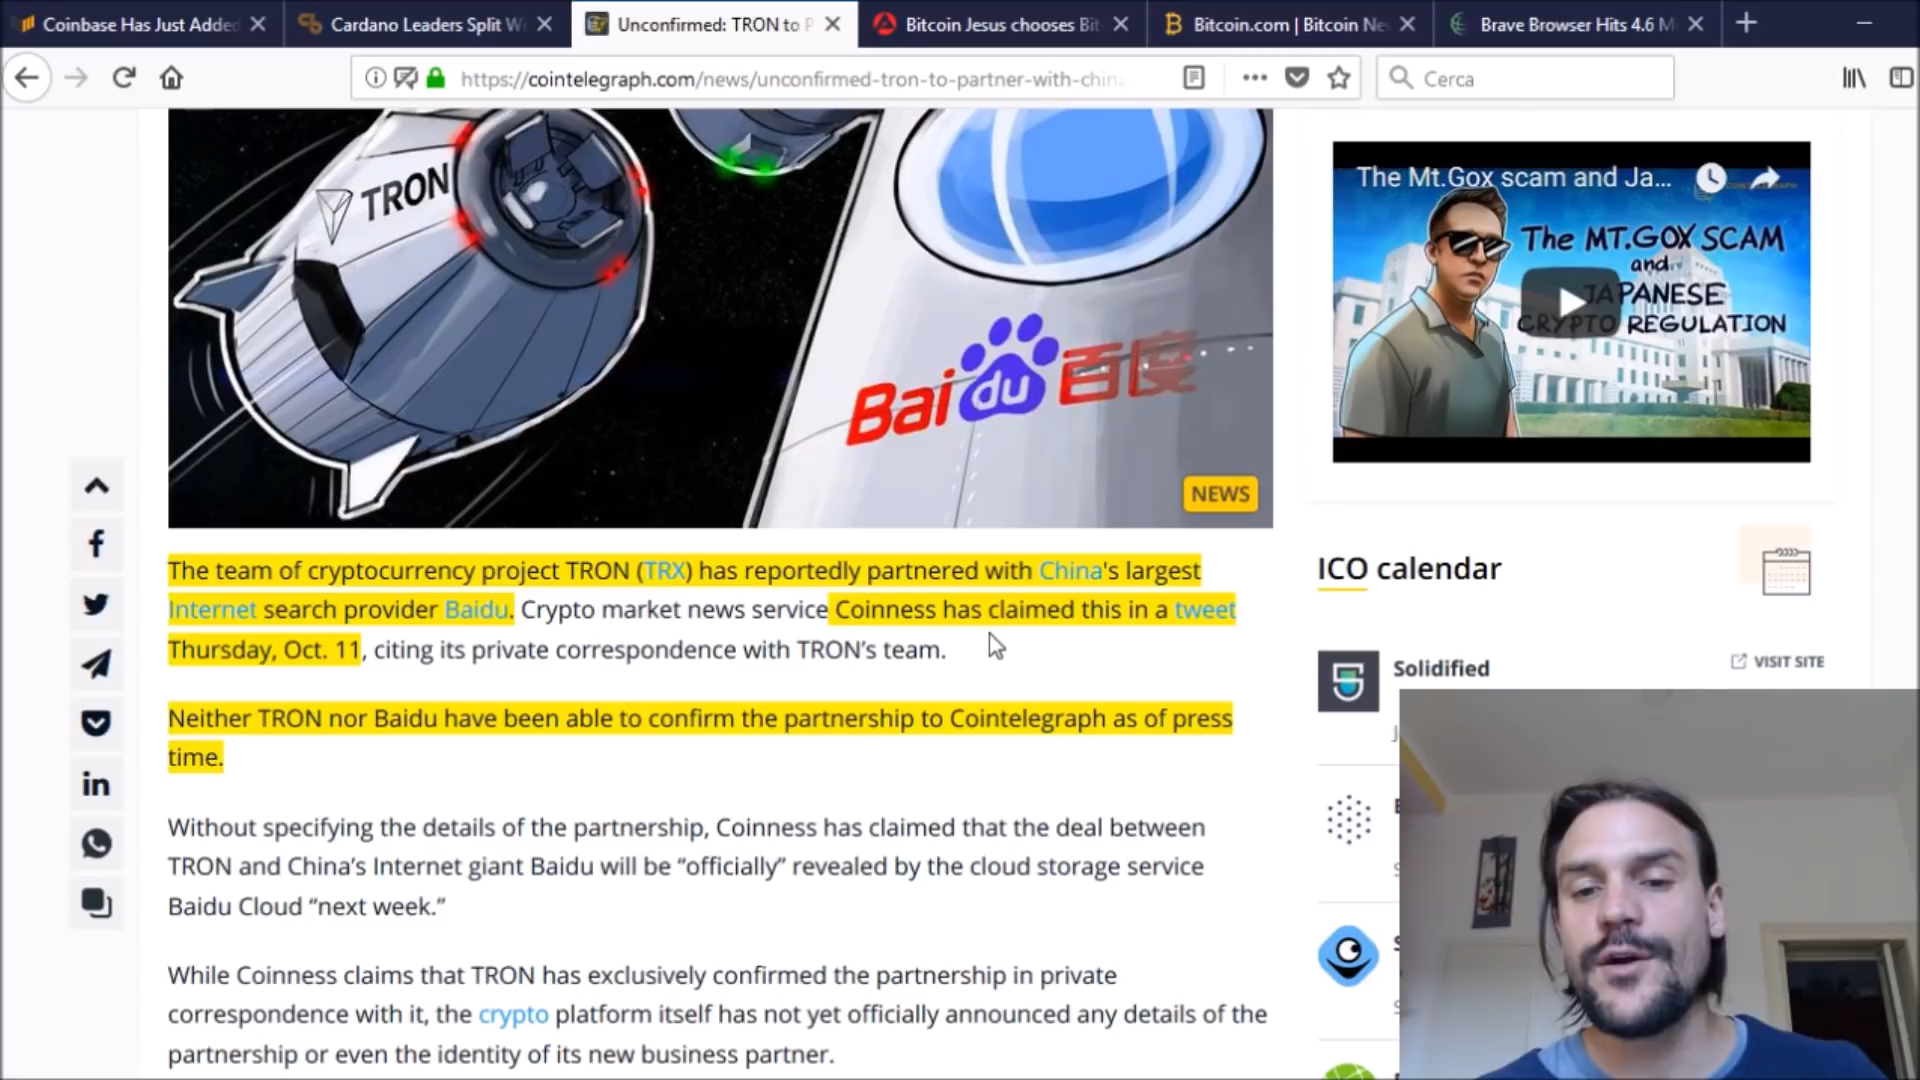 Coinbase Has Just Added
Cardano Leaders Split W
Unconfirmed: TRON to P
Bitcoin Jesus chooses Bit
Bitcoin.com | Bitcoin Ne
Brave Browser Hits 4.6 M
https://cointelegraph.com/news/unconfirmed-tron-to-partner-with-china
Cerca
TRON
Baidu百度
NEWS
The team of cryptocurrency project TRON (TRX) has reportedly partnered with China's largest
Internet search provider Baidu. Crypto market news service Coinness has claimed this in a tweet
Thursday, Oct. 11, citing its private correspondence with TRON’s team.
Neither TRON nor Baidu have been able to confirm the partnership to Cointelegraph as of press
time.
Without specifying the details of the partnership, Coinness has claimed that the deal between
TRON and China’s Internet giant Baidu will be “officially” revealed by the cloud storage service
Baidu Cloud “next week.”
While Coinness claims that TRON has exclusively confirmed the partnership in private
correspondence with it, the crypto platform itself has not yet officially announced any details of the
partnership or even the identity of its new business partner.
The Mt.Gox scam and Ja...
The MT.GOX SCAM
and
JAPANESE
CRYPTO REGULATION
ICO calendar
Solidified
VISIT SITE